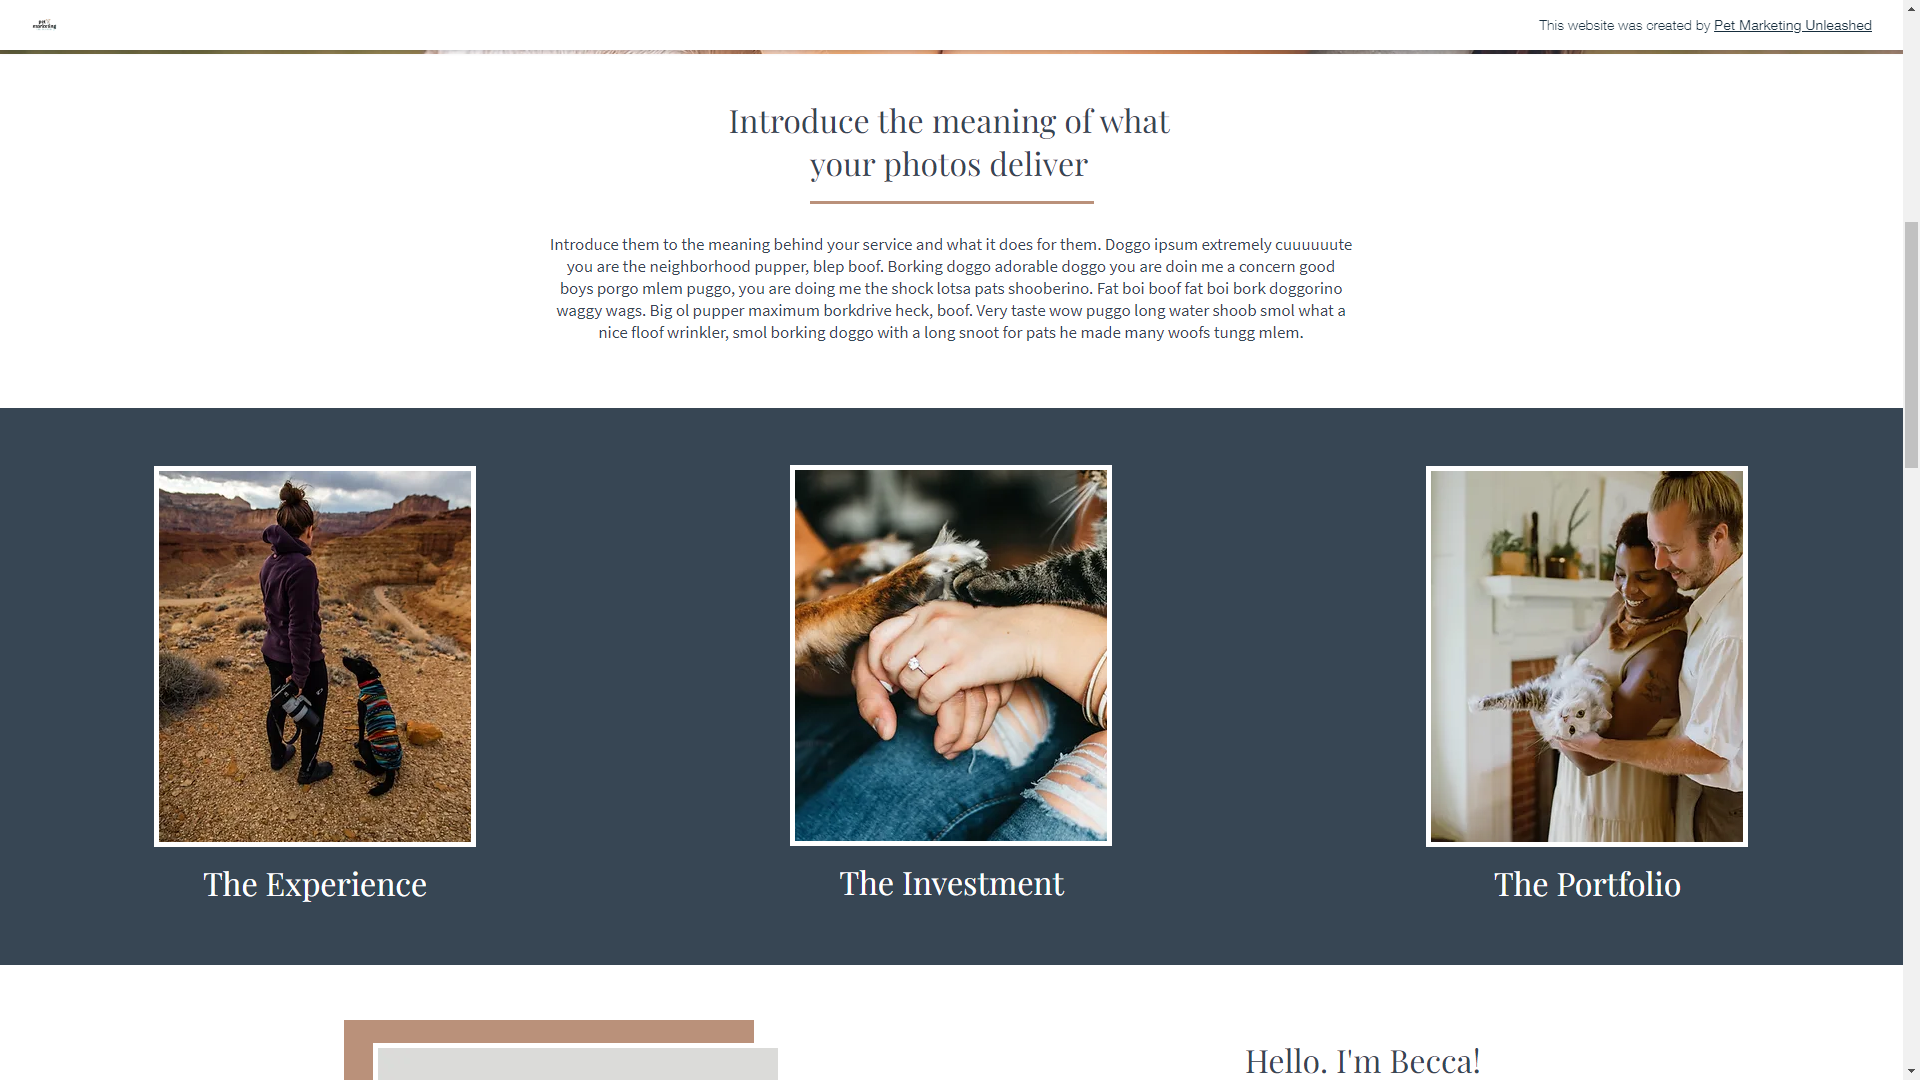 pet
marketing
This website was created by Pet Marketing Unleashed
Introduce the meaning of what
your photos deliver
Introduce them to the meaning behind your service and what it does for them. Doggo ipsum extremely cuuuuuute
you are the neighborhood pupper, blep boof. Borking doggo adorable doggo you are doin me a concern good
boys porgo mlem puggo, you are doing me the shock lotsa pats shooberino. Fat boi boof fat boi bork doggorino
waggy wags. Big ol pupper maximum borkdrive heck, boof. Very taste wow puggo long water shoob smol what a
nice floof wrinkler, smol borking doggo with a long snoot for pats he made many woofs tungg mlem.
The Experience
The Investment
The Portfolio
Hello. I'm Becca!